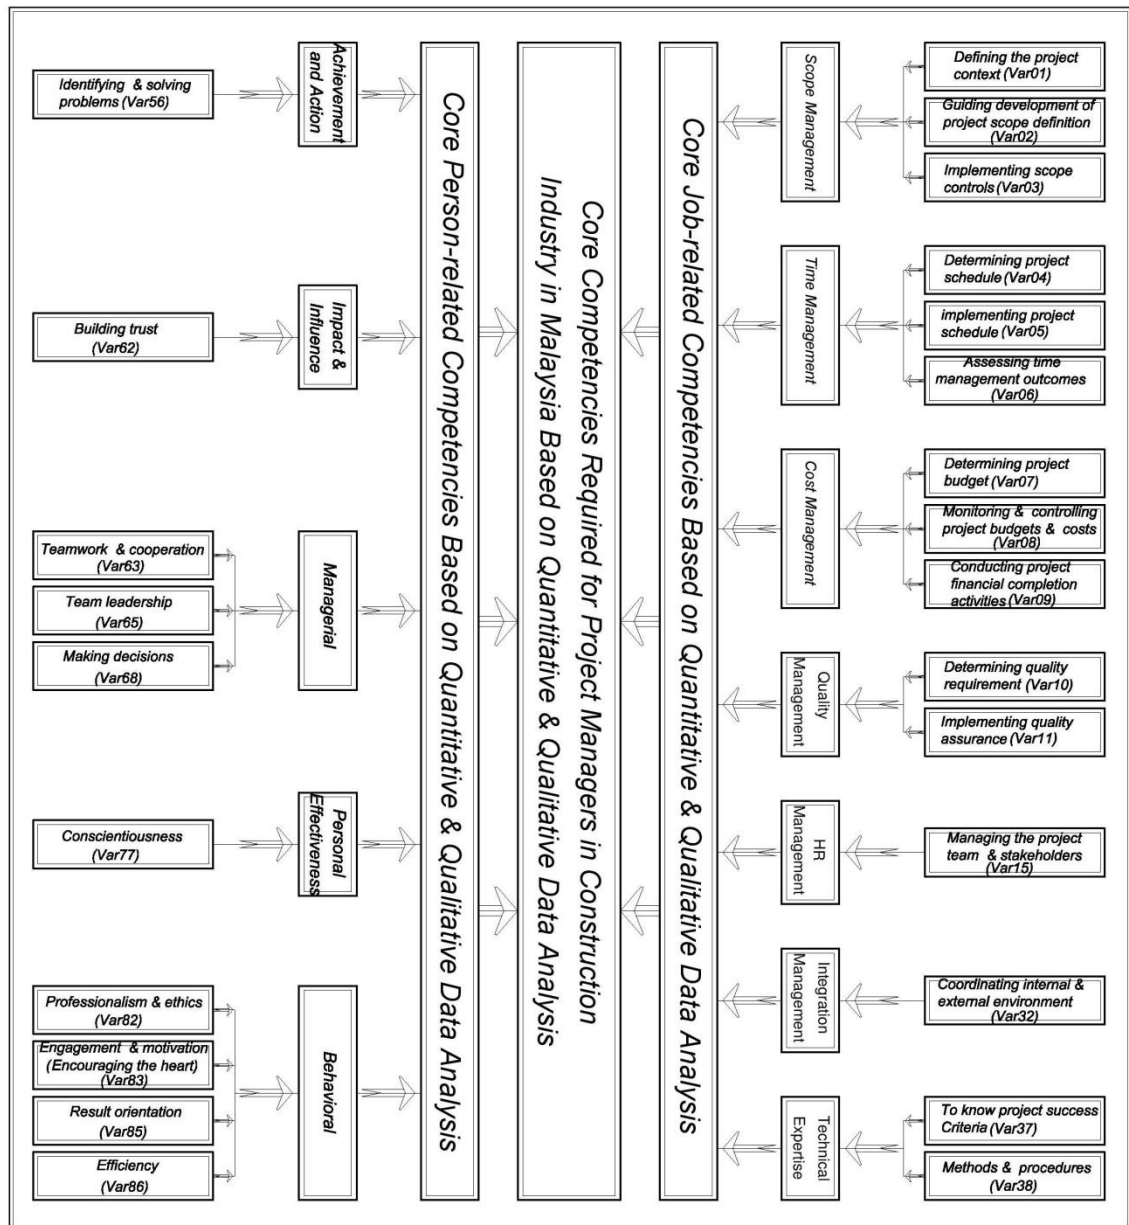 Identifying & solving
problems (Var56)
Building trust
(Var62)
Teamwork & cooperation
(Var63)
Team leadership
(Var65)
Making decisions
(Var68)
Conscientiousness
(Var77)
Professionalism & ethics
(Var82)
Engagement & motivation
(Encouraging the heart)
(Var83)
Result orientation
(Var85)
Efficiency
(Var86)
Achievement
and Action
Impact &
Influence
Managerial
Personal
Effectiveness
Behavioral
Core Person-related Competencies Based on Quantitative & Qualitative Data Analysis
Core Competencies Required for Project Managers in Construction
Industry in Malaysia Based on Quantitative & Qualitative Data Analysis
Core Job-related Competencies Based on Quantitative & Qualitative Data Analysis
Scope Management
Time Management
Cost Management
Quality
Management
HR
Management
Integration
Management
Technical
Expertise
Defining the project
context (Var01)
Guiding development of
project scope definition
(Var02)
Implementing scope
controls (Var03)
Determining project
schedule (Var04)
implementing project
schedule (Var05)
Assessing time
management outcomes
(Var06)
Determining project
budget (Var07)
Monitoring & controlling
project budgets & costs
(Var08)
Conducting project
financial completion
activities (Var09)
Determining quality
requirement (Var10)
Implementing quality
assurance (Var11)
Managing the project
team & stakeholders
(Var15)
Coordinating internal &
external environment
(Var32)
To know project success
Criteria (Var37)
Methods & procedures
(Var38)